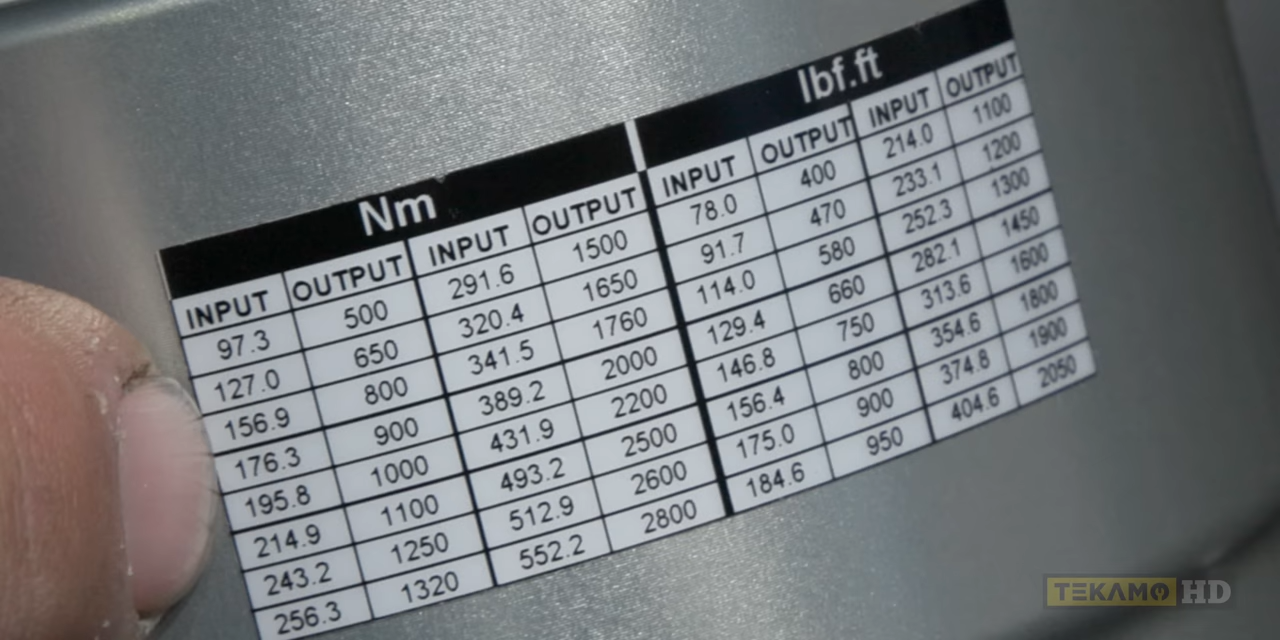 Nm lbf.ft
INPUT OUTPUT INPUT OUTPUT INPUT OUTPUT INPUT OUTPUT
97.3 500 291.6 1500 78.0 400 214.0 1100
127.0 650 320.4 1650 91.7 470 233.1 1200
156.9 800 341.5 1760 114.0 580 252.3 1300
176.3 900 389.2 2000 129.4 660 282.1 1450
195.8 1000 431.9 2200 146.8 750 313.6 1600
214.9 1100 493.2 2500 156.4 800 354.6 1800
243.2 1250 512.9 2600 175.0 900 374.8 1900
256.3 1320 552.2 2800 184.6 950 404.6 2050
TEKAMO HD